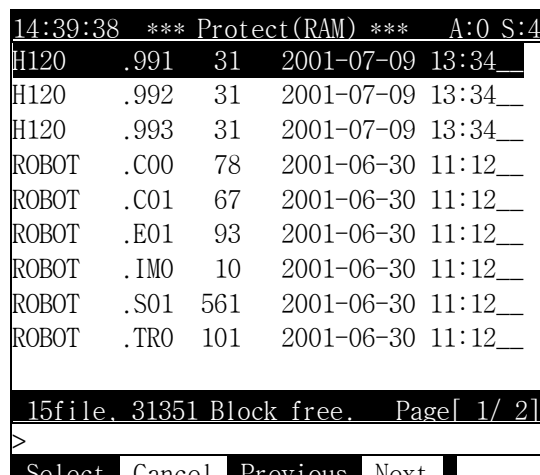 14:39:38 *** Protect(RAM) *** A:0 S:4
H120 .991 31 2001-07-09 13:34__
H120 .992 31 2001-07-09 13:34__
H120 .993 31 2001-07-09 13:34__
ROBOT .C00 78 2001-06-30 11:12__
ROBOT .C01 67 2001-06-30 11:12__
ROBOT .E01 93 2001-06-30 11:12__
ROBOT .IM0 10 2001-06-30 11:12__
ROBOT .S01 561 2001-06-30 11:12__
ROBOT .TR0 101 2001-06-30 11:12__
15file, 31351 Block free. Page[ 1/ 2]
>
Select Cancel Previous Next